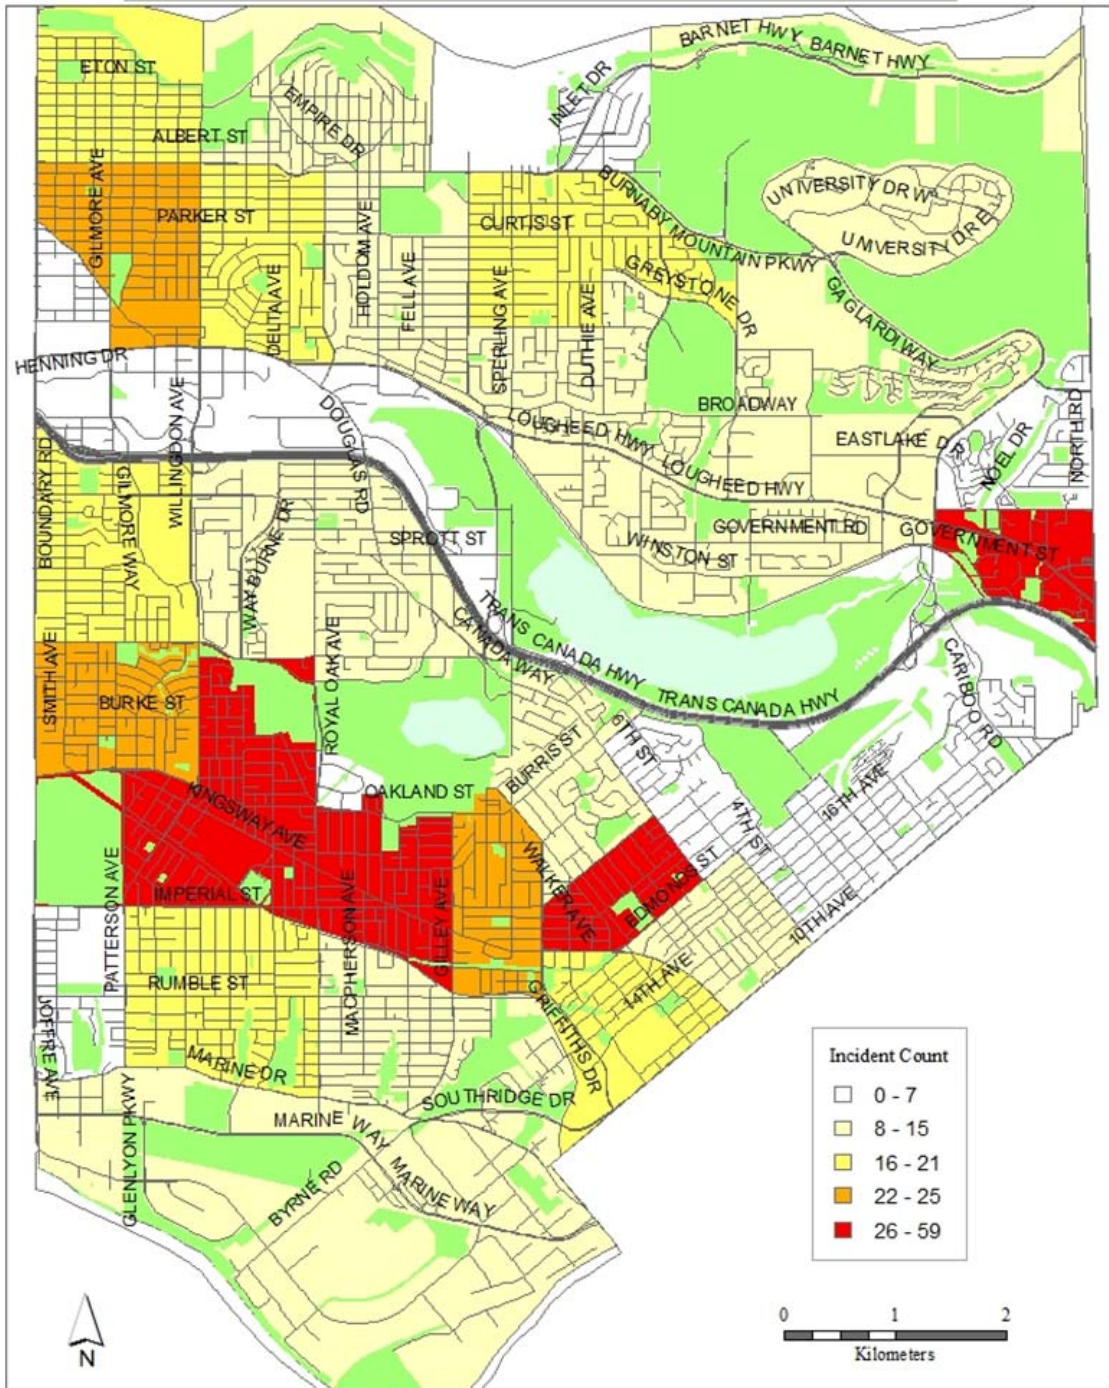 BARNET HWY
BARNET HWY
ETON ST
INLET DR
EMPIRE DR
ALBERT ST
GILMORE AVE
PARKER ST
HOLDOM AVE
CURTIS ST
BURNABY MOUNTAIN PKWY
UNIVERSITY DR W
UNIVERSITY DR E
DELTA AVE
FELL AVE
SPERLING AVE
DUTHIE AVE
GREYSTONE DR
GAGLARDI WAY
HENNING DR
WILLINGDON AVE
DOUGLAS RD
LOUGHEED HWY
LOUGHEED HWY
BROADWAY
EASTLAKE DR
NOEL DR
NORTH RD
BOUNDARY RD
GILMORE WAY
WAYBURNE DR
SPROTT ST
WINSTON ST
GOVERNMENT RD
GOVERNMENT ST
SMITH AVE
BURKE ST
ROYAL OAK AVE
CANADA WAY
TRANS CANADA HWY
TRANS CANADA HWY
CARIBOO RD
KINGSWAY AVE
OAKLAND ST
BURRIS ST
6TH ST
4TH ST
16TH AVE
PATTERSON AVE
IMPERIAL ST
MACPHERSON AVE
GILLEY AVE
WALKER AVE
EDMONDS ST
10TH AVE
JOFFRE AVE
RUMBLE ST
GRIFFITHS DR
14TH AVE
MARINE DR
GLENLYON PKWY
MARINE WAY
SOUTHRIDGE DR
BYRNE RD
MARINE WAY
Incident Count
0 - 7
8 - 15
16 - 21
22 - 25
26 - 59
N
0 1 2
Kilometers